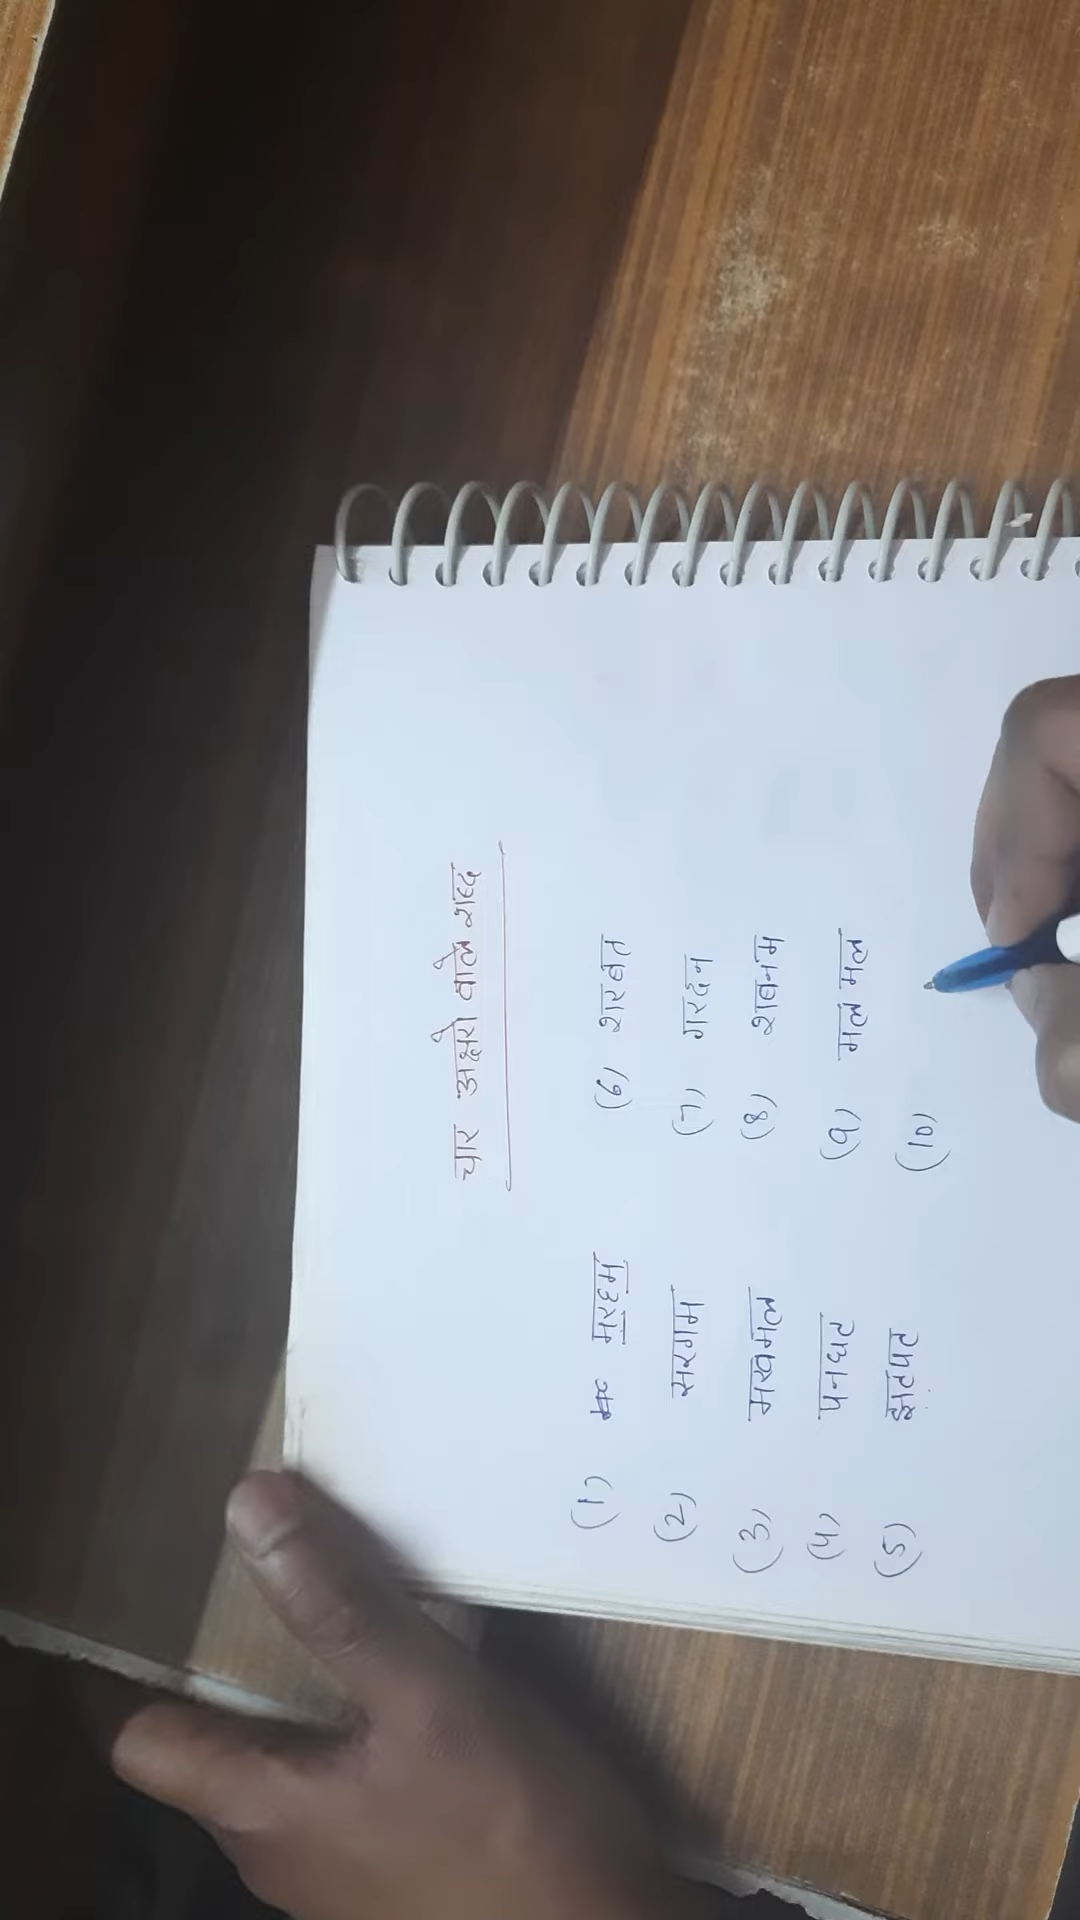 चार अक्षरो वाले शब्द
(1) मरहम
(2) सरगम
(3) मखमल
(4) पनघट
(5) झटपट
(6) शरबत
(7) गरदन
(8) शबनम
(9) मल मल
(10)